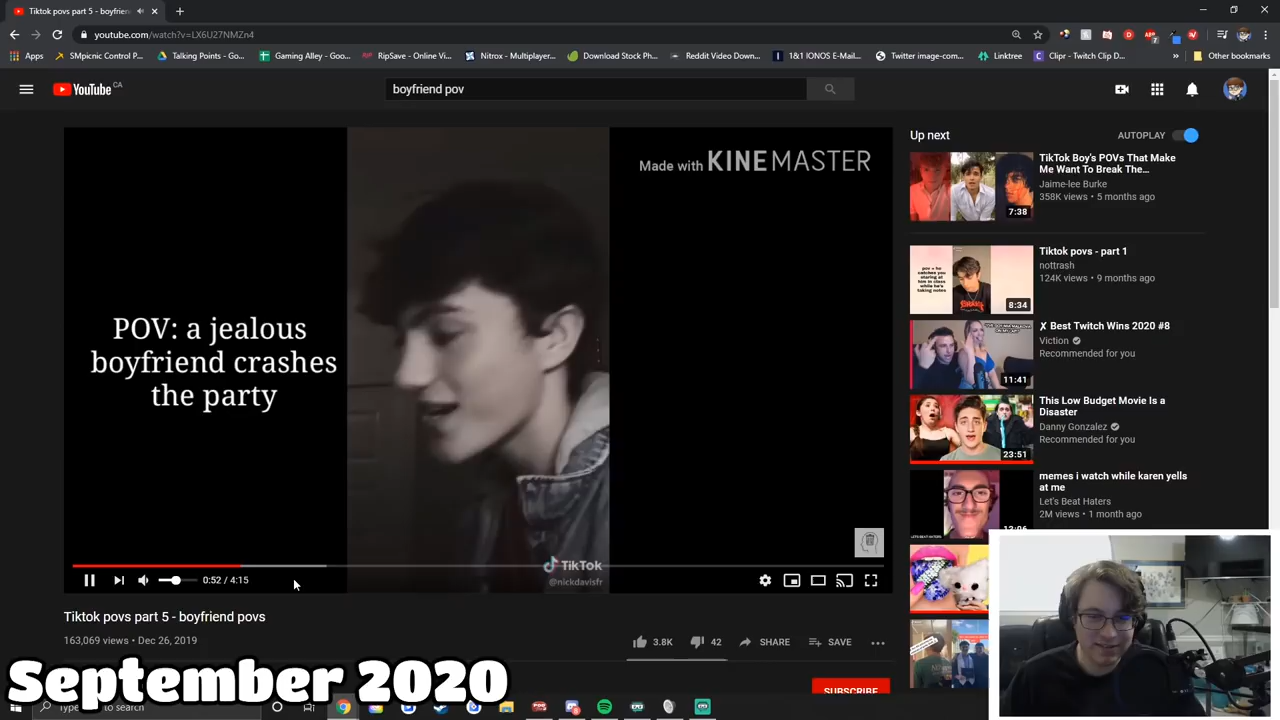 Tiktok povs part 5 - boyfriend
youtube.com/watch?v=LX6U27NMZn4
Apps
SMpicnic Control P...
Talking Points - Goo...
Gaming Alley - Goo...
RipSave - Online Vi...
Nitrox - Multiplayer...
Download Stock Ph...
Reddit Video Down...
1&1 IONOS E-Mail...
Twitter image-com...
Linktree
Clipr - Twitch Clip D...
»
Other bookmarks
YouTube CA
boyfriend pov
Made with KINEMASTER
POV: a jealous
boyfriend crashes
the party
TikTok
@nickdavisfr
0:52 / 4:15
Tiktok povs part 5 - boyfriend povs
163,069 views • Dec 26, 2019
3.8K
42
SHARE
SAVE
SUBSCRIBE
Up next
AUTOPLAY
TikTok Boy's POVs That Make
Me Want To Break The...
Jaime-lee Burke
358K views • 5 months ago
7:38
Tiktok povs - part 1
nottrash
124K views • 9 months ago
8:34
X Best Twitch Wins 2020 #8
Viction
Recommended for you
11:41
This Low Budget Movie Is a
Disaster
Danny Gonzalez
Recommended for you
23:51
memes i watch while karen yells
at me
Let's Beat Haters
2M views • 1 month ago
September 2020